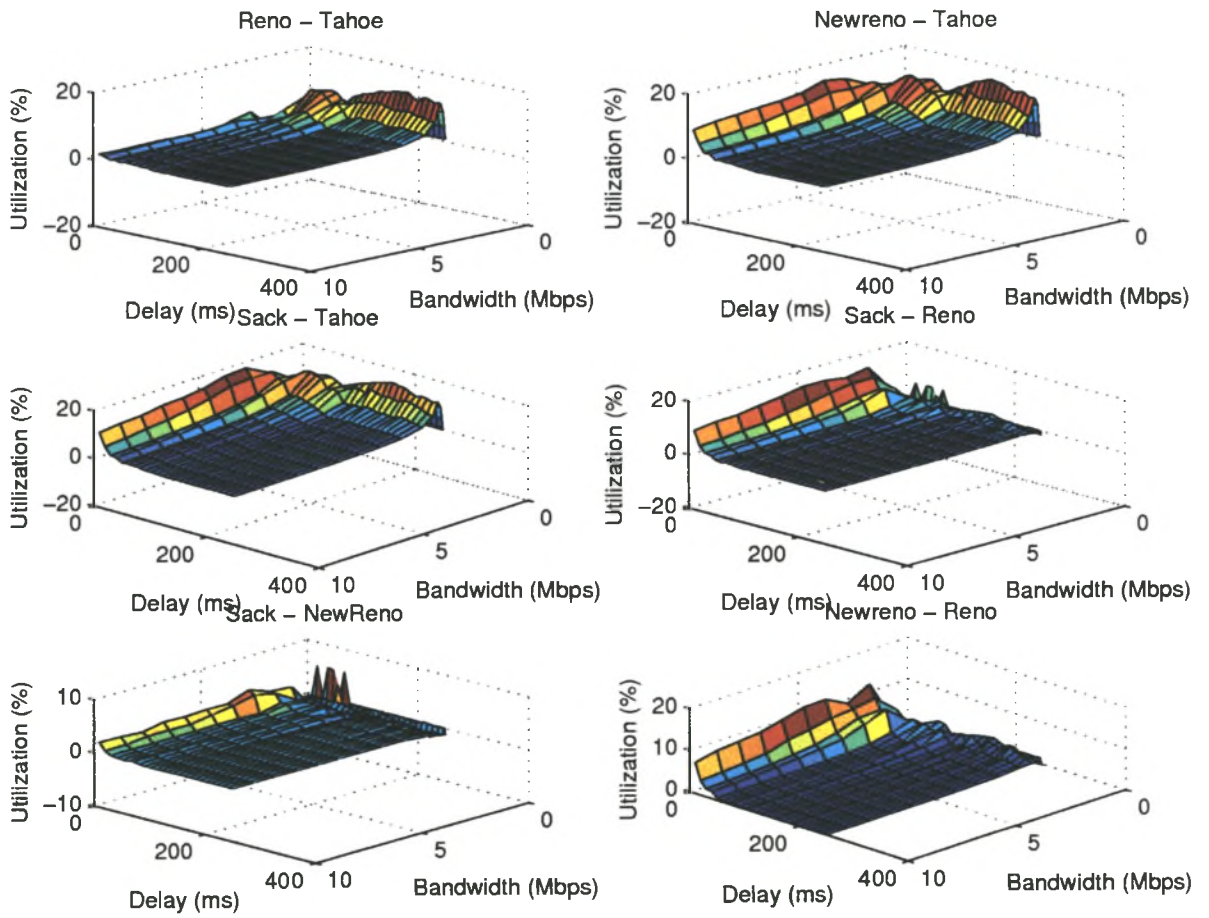 Reno – Tahoe
Utilization (%)
20
0
−20
0
200
400
Delay (ms)
10
5
0
Bandwidth (Mbps)
Newreno – Tahoe
Utilization (%)
20
0
−20
0
200
400
Delay (ms)
10
5
0
Bandwidth (Mbps)
Sack – Tahoe
Utilization (%)
20
0
−20
0
200
400
Delay (ms)
10
5
0
Bandwidth (Mbps)
Sack – Reno
Utilization (%)
20
0
−20
0
200
400
Delay (ms)
10
5
0
Bandwidth (Mbps)
Sack – NewReno
Utilization (%)
10
0
−10
0
200
400
Delay (ms)
10
5
0
Bandwidth (Mbps)
Newreno – Reno
Utilization (%)
20
10
0
0
200
400
Delay (ms)
10
5
0
Bandwidth (Mbps)